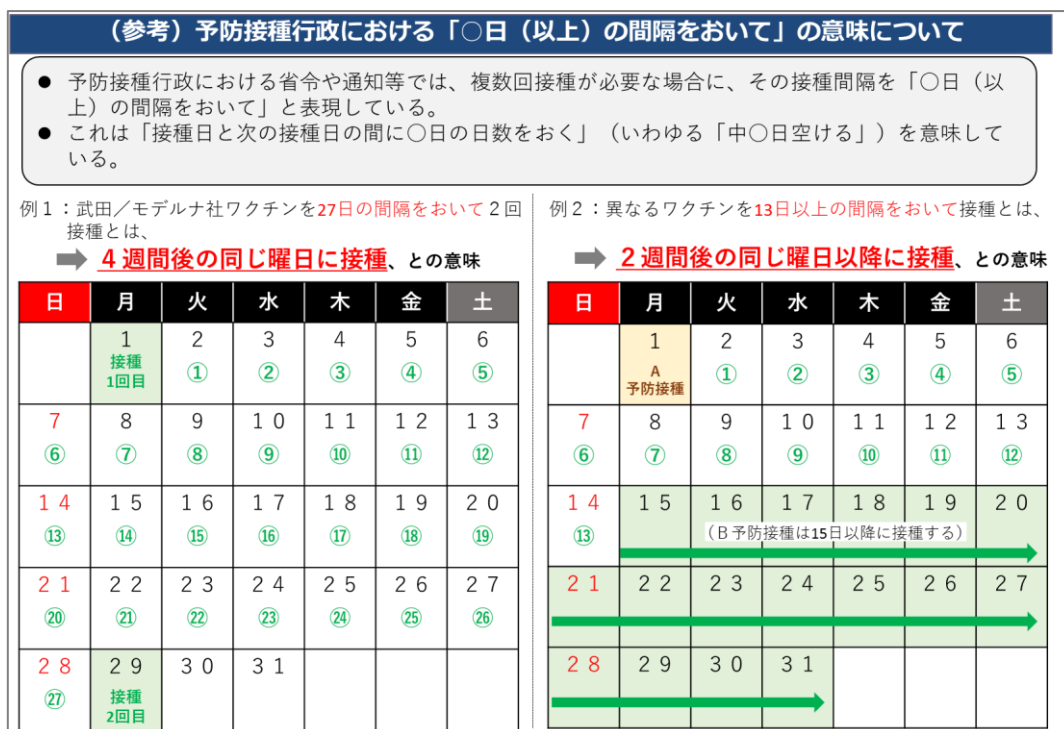 （参考）予防接種行政における「○日（以上）の間隔をおいて」の意味について
● 予防接種行政における省令や通知等では、複数回接種が必要な場合に、その接種間隔を「○日（以
上）の間隔をおいて」と表現している。
● これは「接種日と次の接種日の間に○日の日数をおく」（いわゆる「中○日空ける」）を意味して
いる。
例１：武田／モデルナ社ワクチンを27日の間隔をおいて２回
接種とは、
４週間後の同じ曜日に接種、との意味
日 月 火 水 木 金 土
1 2 3 4 5 6
接種
1回目
① ② ③ ④ ⑤
7 8 9 10 11 12 13
⑥ ⑦ ⑧ ⑨ ⑩ ⑪ ⑫
14 15 16 17 18 19 20
⑬ ⑭ ⑮ ⑯ ⑰ ⑱ ⑲
21 22 23 24 25 26 27
⑳ ㉑ ㉒ ㉓ ㉔ ㉕ ㉖
28 29 30 31
㉗ 接種
2回目
例２：異なるワクチンを13日以上の間隔をおいて接種とは、
２週間後の同じ曜日以降に接種、との意味
日 月 火 水 木 金 土
1 2 3 4 5 6
A
予防接種
① ② ③ ④ ⑤
7 8 9 10 11 12 13
⑥ ⑦ ⑧ ⑨ ⑩ ⑪ ⑫
14 15 16 17 18 19 20
⑬ （B予防接種は15日以降に接種する）
21 22 23 24 25 26 27
28 29 30 31